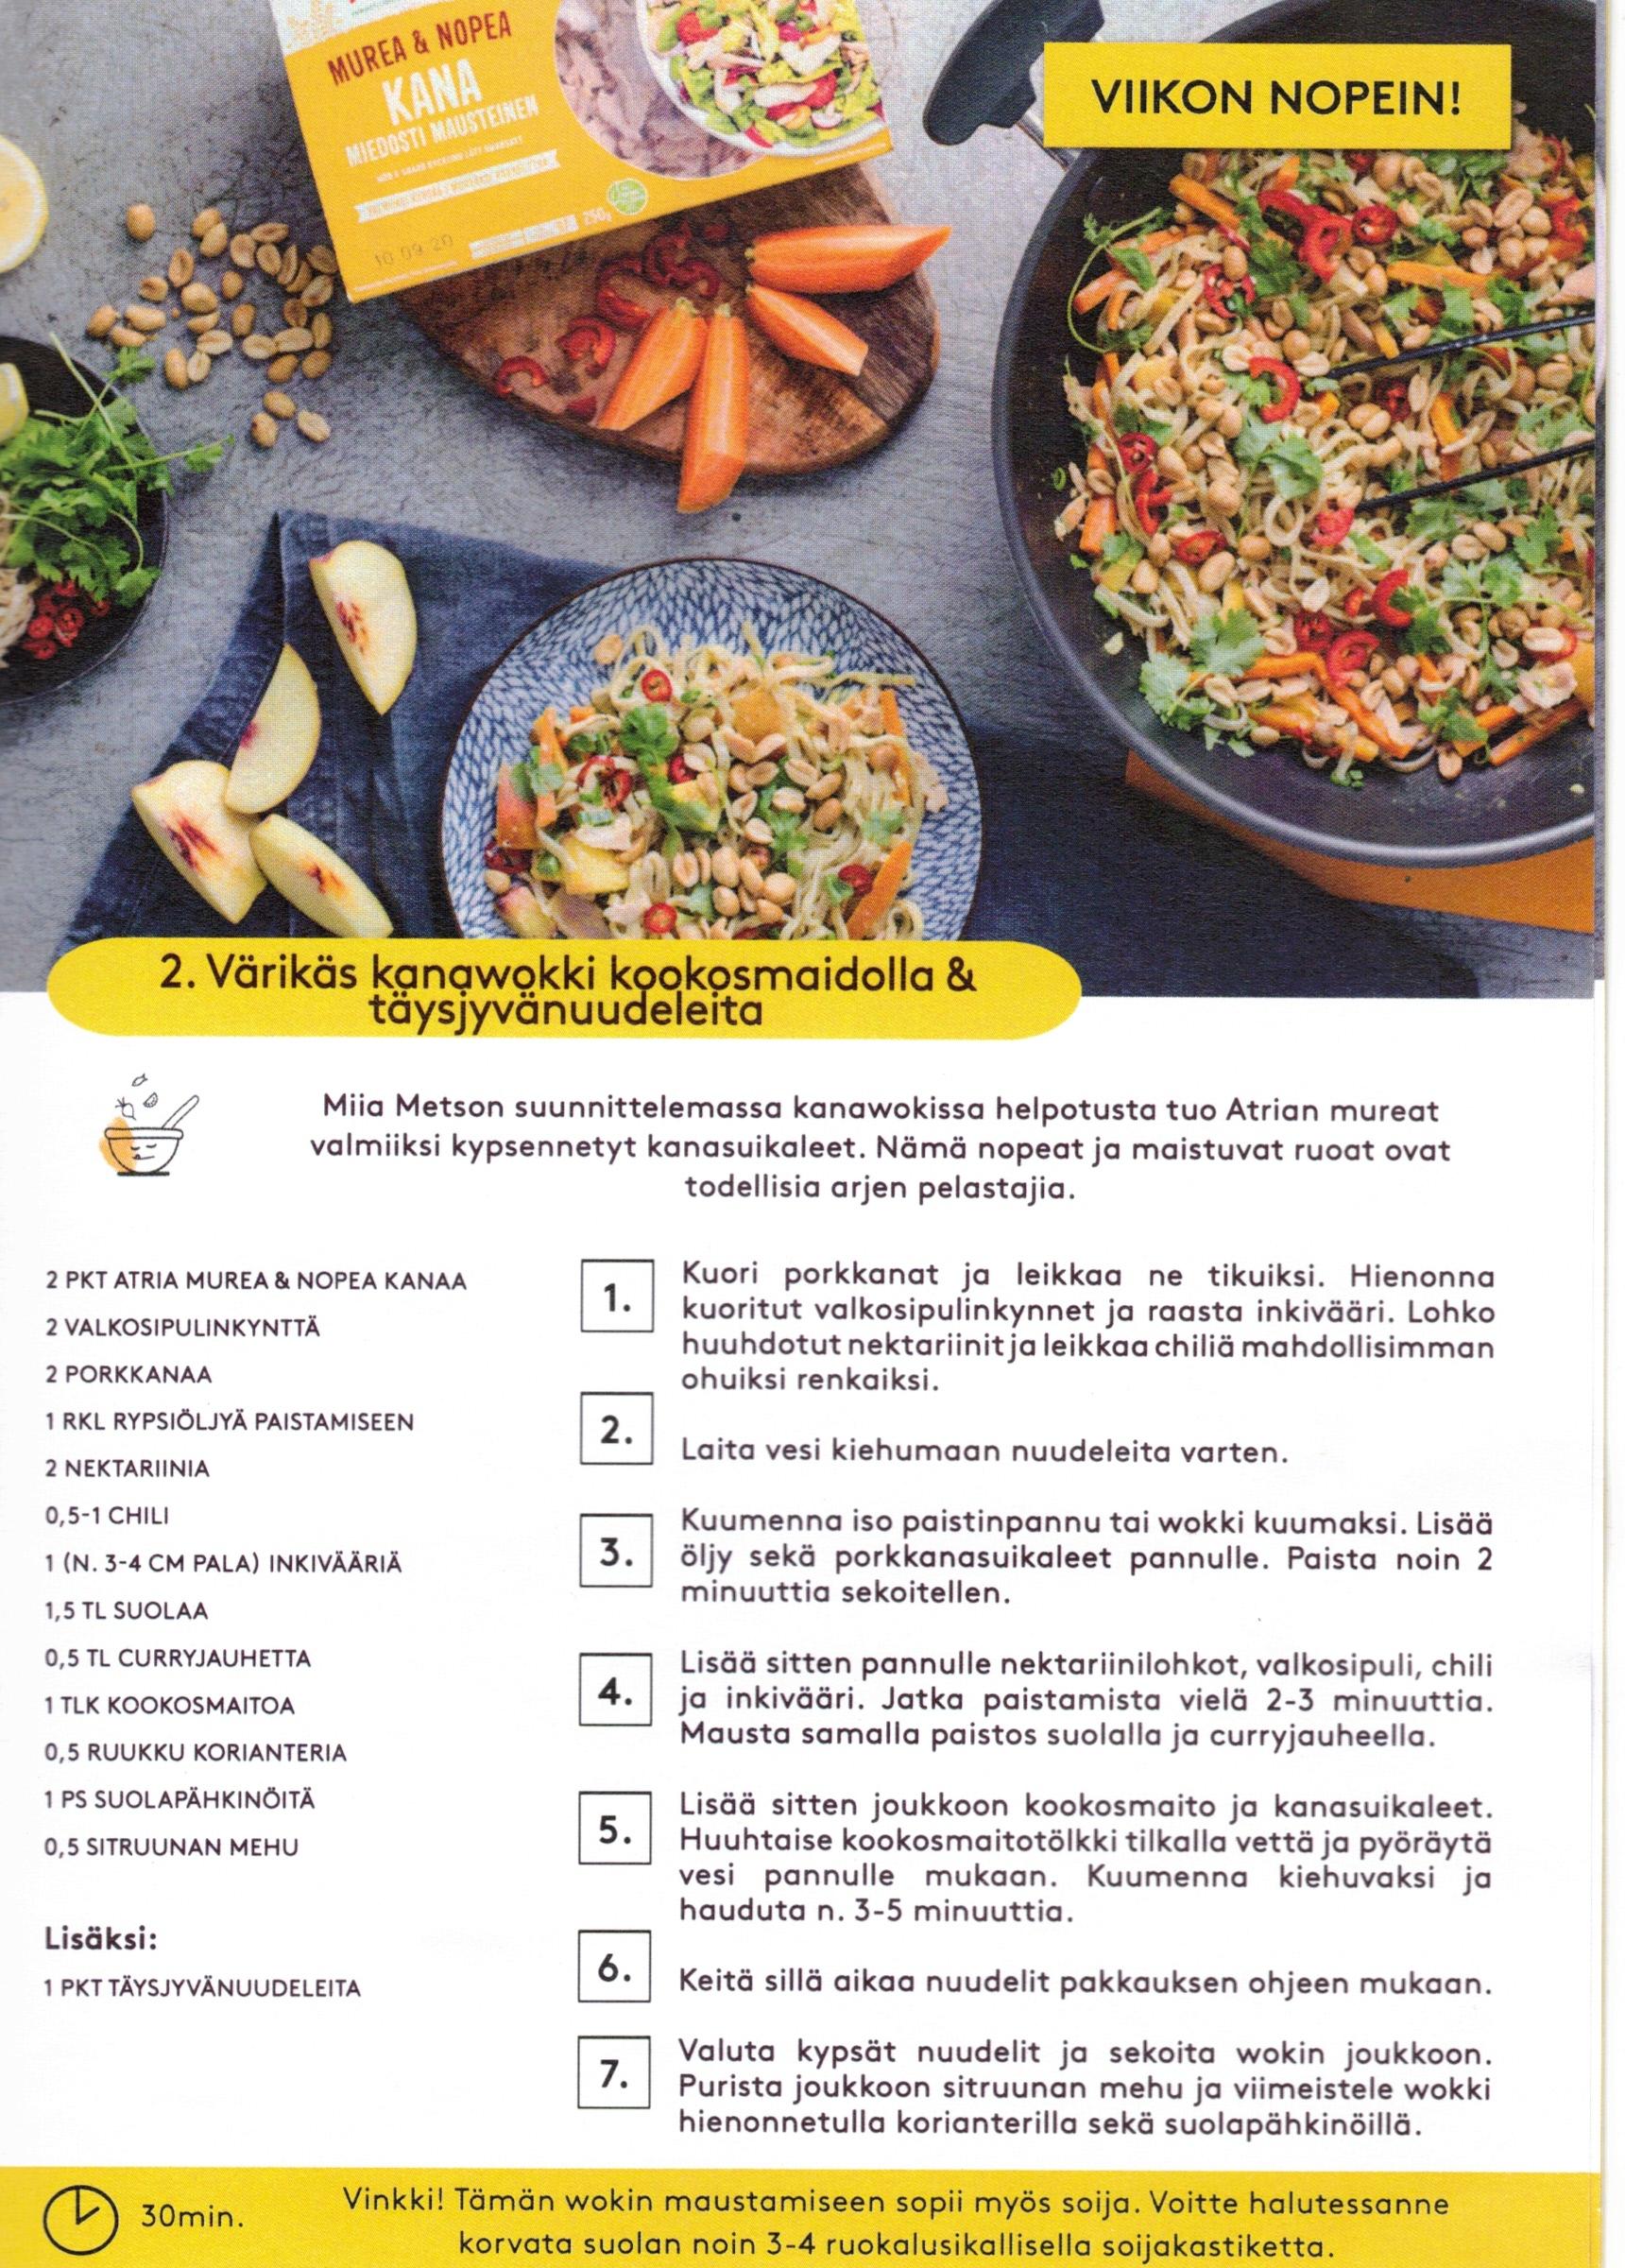 MUREA & NOPEA
KANA
MIEDOSTI MAUSTEINEN
250g
10 09 20
VIIKON NOPEIN!
2. Värikäs kanawokki kookosmaidolla &
täysjyvänuudeleita
Miia Metson suunnittelemassa kanawokissa helpotusta tuo Atrian mureat
valmiiksi kypsennetyt kanasuikaleet. Nämä nopeat ja maistuvat ruoat ovat
todellisia arjen pelastajia.
2 PKT ATRIA MUREA & NOPEA KANAA
2 VALKOSIPULINKYNTTÄ
2 PORKKANAA
1 RKL RYPSIÖLJYÄ PAISTAMISEEN
2 NEKTARIINIA
0,5-1 CHILI
1 (N. 3-4 CM PALA) INKIVÄÄRIÄ
1,5 TL SUOLAA
0,5 TL CURRYJAUHETTA
1 TLK KOOKOSMAITOA
0,5 RUUKKU KORIANTERIA
1 PS SUOLAPÄHKINÖITÄ
0,5 SITRUUNAN MEHU
Lisäksi:
1 PKT TÄYSJYVÄNUUDELEITA
1.
Kuori porkkanat ja leikkaa ne tikuiksi. Hienonna
kuoritut valkosipulinkynnet ja raasta inkivääri. Lohko
huuhdotut nektariinit ja leikkaa chiliä mahdollisimman
ohuiksi renkaiksi.
2.
Laita vesi kiehumaan nuudeleita varten.
3.
Kuumenna iso paistinpannu tai wokki kuumaksi. Lisää
öljy sekä porkkanasuikaleet pannulle. Paista noin 2
minuuttia sekoitellen.
4.
Lisää sitten pannulle nektariinilohkot, valkosipuli, chili
ja inkivääri. Jatka paistamista vielä 2-3 minuuttia.
Mausta samalla paistos suolalla ja curryjauheella.
5.
Lisää sitten joukkoon kookosmaito ja kanasuikaleet.
Huuhtaise kookosmaitotölkki tilkalla vettä ja pyöräytä
vesi pannulle mukaan. Kuumenna kiehuvaksi ja
hauduta n. 3-5 minuuttia.
6.
Keitä sillä aikaa nuudelit pakkauksen ohjeen mukaan.
7.
Valuta kypsät nuudelit ja sekoita wokin joukkoon.
Purista joukkoon sitruunan mehu ja viimeistele wokki
hienonnetulla korianterilla sekä suolapähkinöillä.
30min.
Vinkki! Tämän wokin maustamiseen sopii myös soija. Voitte halutessanne
korvata suolan noin 3-4 ruokalusikallisella soijakastiketta.